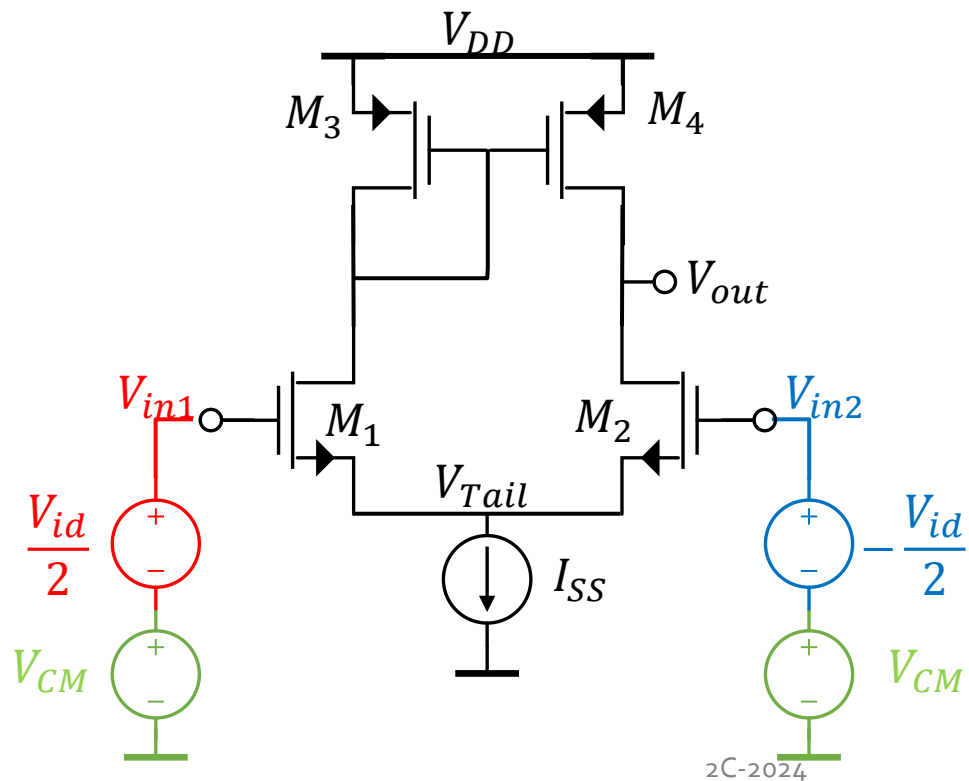 V_DD
M_3
M_4
V_out
V_in1
V_in2
M_1
M_2
V_Tail
+
−
V_id
2
+
−
− V_id
2
I_SS
V_CM
+
−
+
−
V_CM
2C-2024